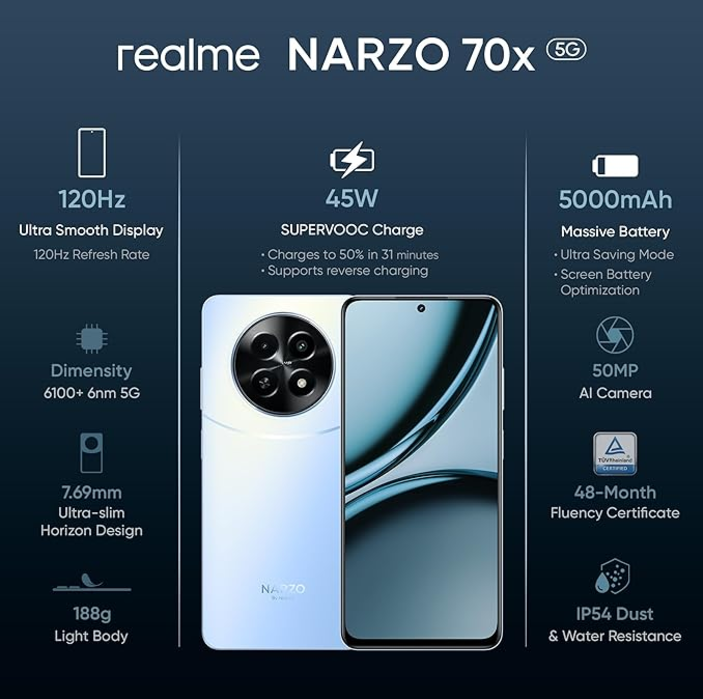 realme NARZO 70x 5G
120Hz
Ultra Smooth Display
120Hz Refresh Rate
Dimensity
6100+ 6nm 5G
7.69mm
Ultra-slim
Horizon Design
188g
Light Body
45W
SUPERVOOC Charge
• Charges to 50% in 31 minutes
• Supports reverse charging
NARZO
5000mAh
Massive Battery
• Ultra Saving Mode
• Screen Battery
Optimization
50MP
AI Camera
TÜVRheinland
CERTIFIED
48-Month
Fluency Certificate
IP54 Dust
& Water Resistance